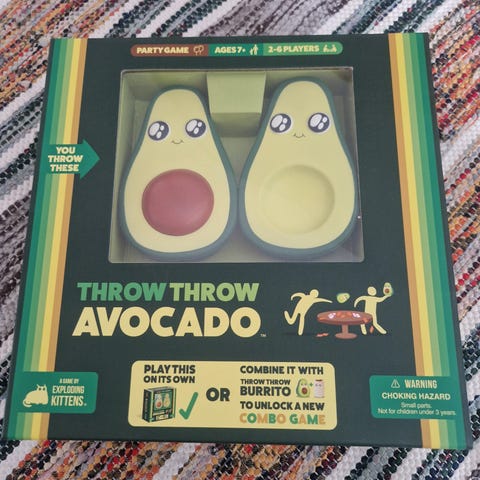 PARTY GAME
AGES 7+
2-6 PLAYERS
YOU
THROW
THESE
THROW THROW
AVOCADO™
A GAME BY
EXPLODING
KITTENS®
PLAY THIS
ON ITS OWN
OR
COMBINE IT WITH
THROW THROW
BURRITO
TO UNLOCK A NEW
COMBO GAME
⚠ WARNING
CHOKING HAZARD
Small parts.
Not for children under 3 years.